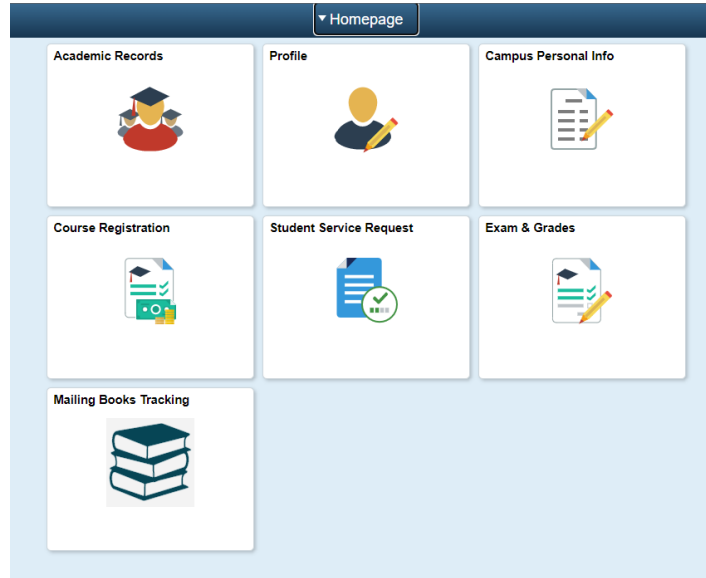 Homepage
Academic Records
Profile
Campus Personal Info
Course Registration
Student Service Request
Exam & Grades
Mailing Books Tracking